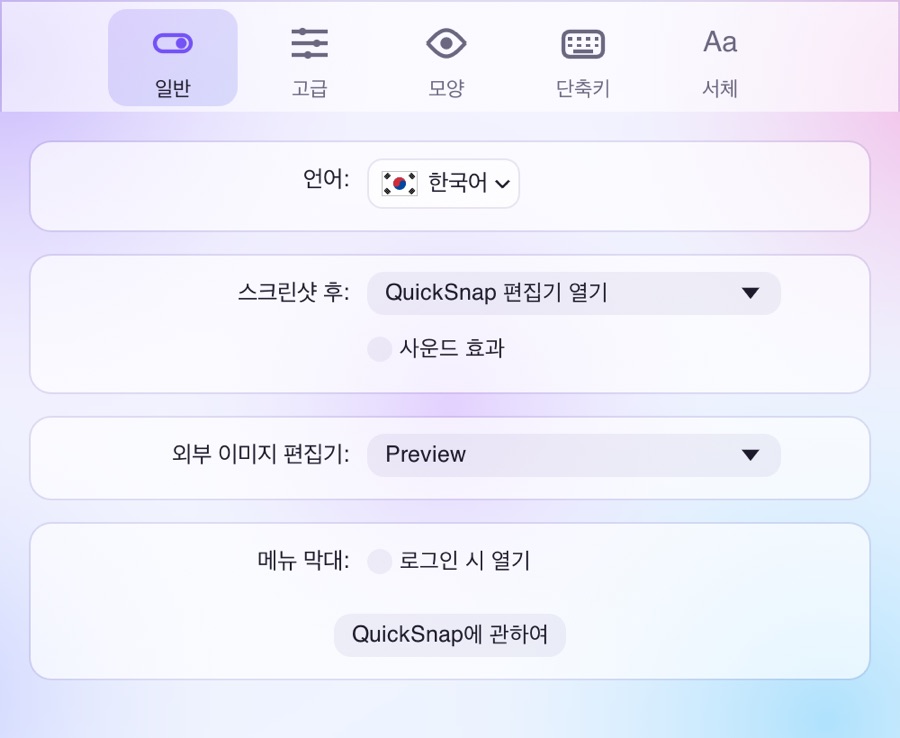 일반
고급
모양
단축키
Aa
서체
언어: 한국어
스크린샷 후: QuickSnap 편집기 열기
사운드 효과
외부 이미지 편집기: Preview
메뉴 막대: 로그인 시 열기
QuickSnap에 관하여